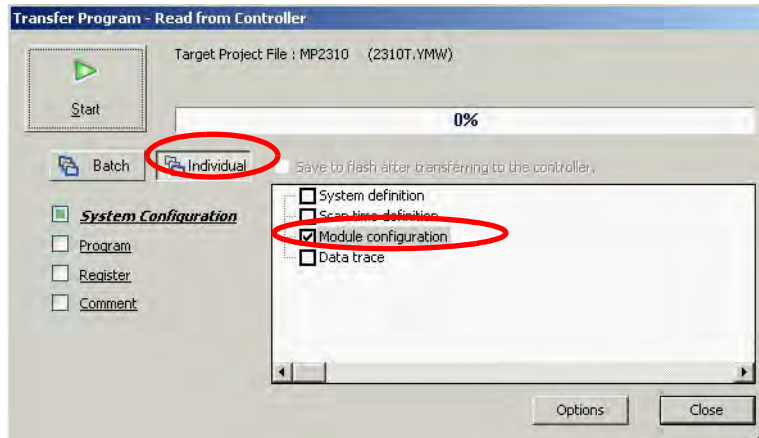 Transfer Program - Read from Controller
Target Project File : MP2310 (2310T.YMW)
Start
0%
Batch
Individual
Save to flash after transferring to the controller.
System Configuration
Program
Register
Comment
System definition
Scan time definition
Module configuration
Data trace
Options
Close